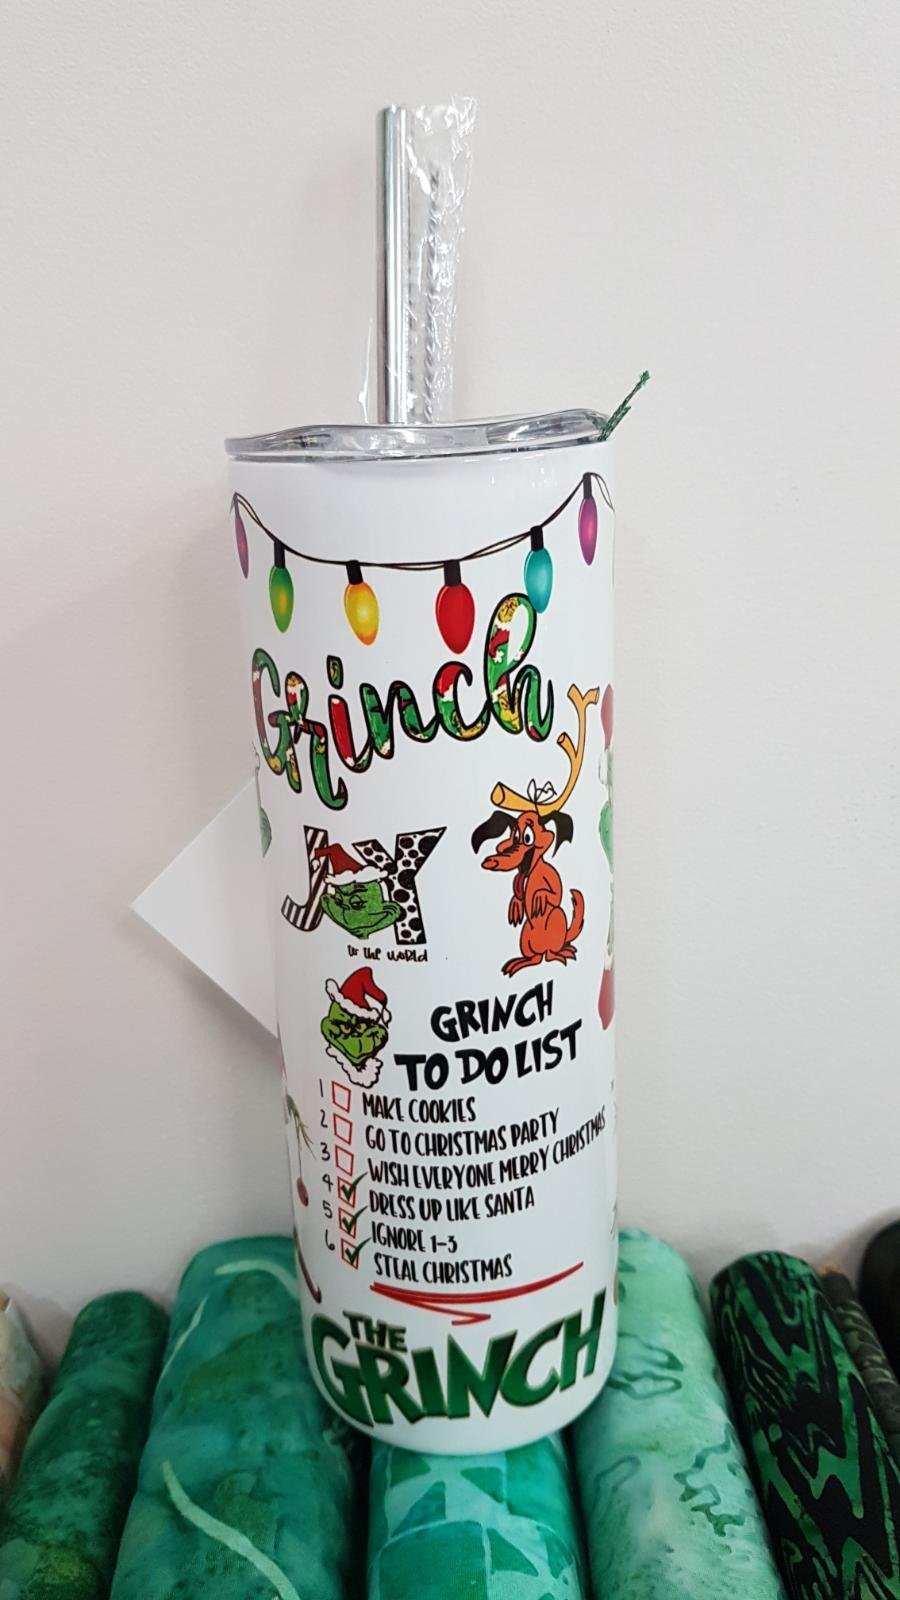 Grinch
JOY
to the world
GRINCH
TO DO LIST
1 MAKE COOKIES
2 GO TO CHRISTMAS PARTY
3 WISH EVERYONE MERRY CHRISTMAS
4 DRESS UP LIKE SANTA
5 IGNORE 1-3
6 STEAL CHRISTMAS
THE
GRINCH